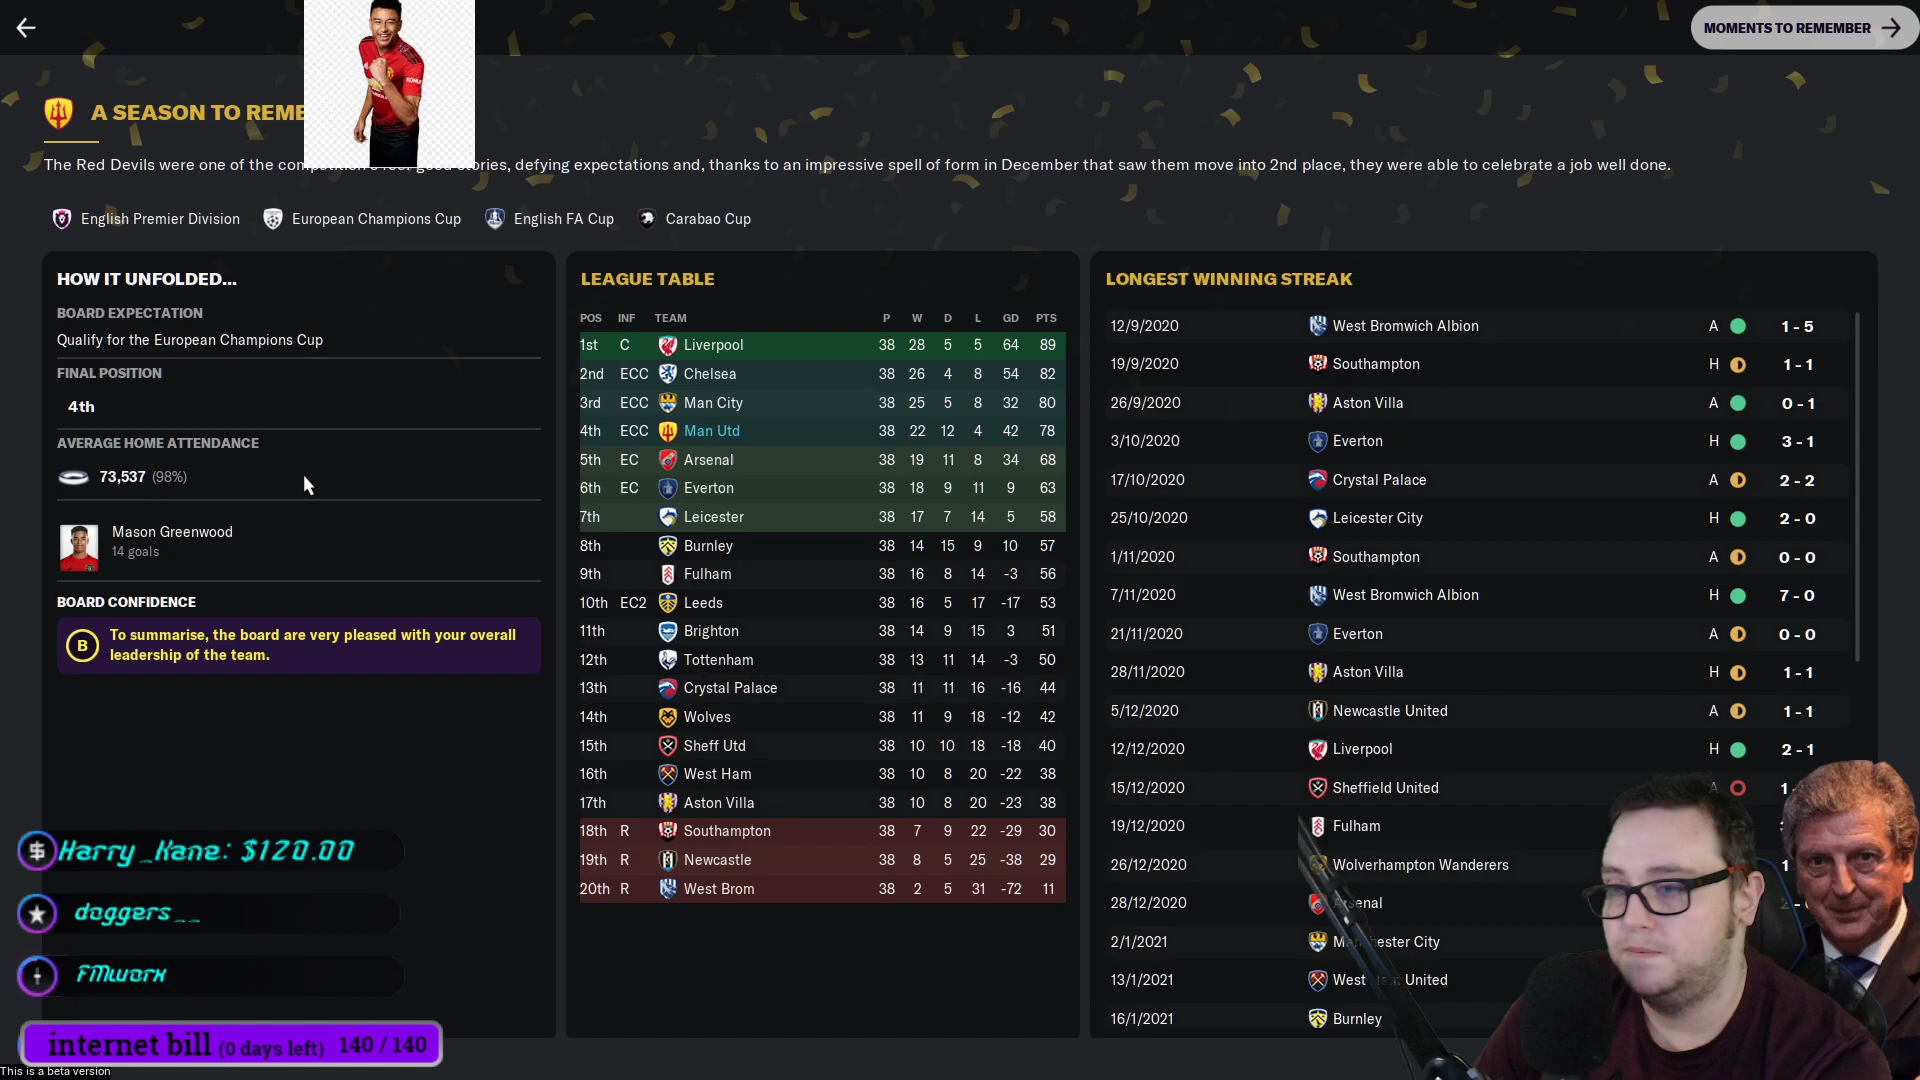 MOMENTS TO REMEMBER
A SEASON TO REME
KOHLER
The Red Devils were one of the ories, defying expectations and, thanks to an impressive spell of form in December that saw them move into 2nd place, they were able to celebrate a job well done.
English Premier Division European Champions Cup English FA Cup Carabao Cup
HOW IT UNFOLDED...
BOARD EXPECTATION
Qualify for the European Champions Cup
FINAL POSITION
4th
AVERAGE HOME ATTENDANCE
73,537 (98%)
Mason Greenwood
14 goals
BOARD CONFIDENCE
B To summarise, the board are very pleased with your overall
leadership of the team.
LEAGUE TABLE
POS INF TEAM P W D L GD PTS
1st C Liverpool 38 28 5 5 64 89
2nd ECC Chelsea 38 26 4 8 54 82
3rd ECC Man City 38 25 5 8 32 80
4th ECC Man Utd 38 22 12 4 42 78
5th EC Arsenal 38 19 11 8 34 68
6th EC Everton 38 18 9 11 9 63
7th Leicester 38 17 7 14 5 58
8th Burnley 38 14 15 9 10 57
9th Fulham 38 16 8 14 -3 56
10th EC2 Leeds 38 16 5 17 -17 53
11th Brighton 38 14 9 15 3 51
12th Tottenham 38 13 11 14 -3 50
13th Crystal Palace 38 11 11 16 -16 44
14th Wolves 38 11 9 18 -12 42
15th Sheff Utd 38 10 10 18 -18 40
16th West Ham 38 10 8 20 -22 38
17th Aston Villa 38 10 8 20 -23 38
18th R Southampton 38 7 9 22 -29 30
19th R Newcastle 38 8 5 25 -38 29
20th R West Brom 38 2 5 31 -72 11
LONGEST WINNING STREAK
12/9/2020 West Bromwich Albion A 1 - 5
19/9/2020 Southampton H 1 - 1
26/9/2020 Aston Villa A 0 - 1
3/10/2020 Everton H 3 - 1
17/10/2020 Crystal Palace A 2 - 2
25/10/2020 Leicester City H 2 - 0
1/11/2020 Southampton A 0 - 0
7/11/2020 West Bromwich Albion H 7 - 0
21/11/2020 Everton A 0 - 0
28/11/2020 Aston Villa H 1 - 1
5/12/2020 Newcastle United A 1 - 1
12/12/2020 Liverpool H 2 - 1
15/12/2020 Sheffield United A 1
19/12/2020 Fulham
26/12/2020 Wolverhampton Wanderers 1
28/12/2020 Arsenal 2 -
2/1/2021 Manchester City
13/1/2021 West Ham United
16/1/2021 Burnley
$ Harry_Kane: $120.00
daggers__
FMworx
internet bill (0 days left) 140 / 140
This is a beta version